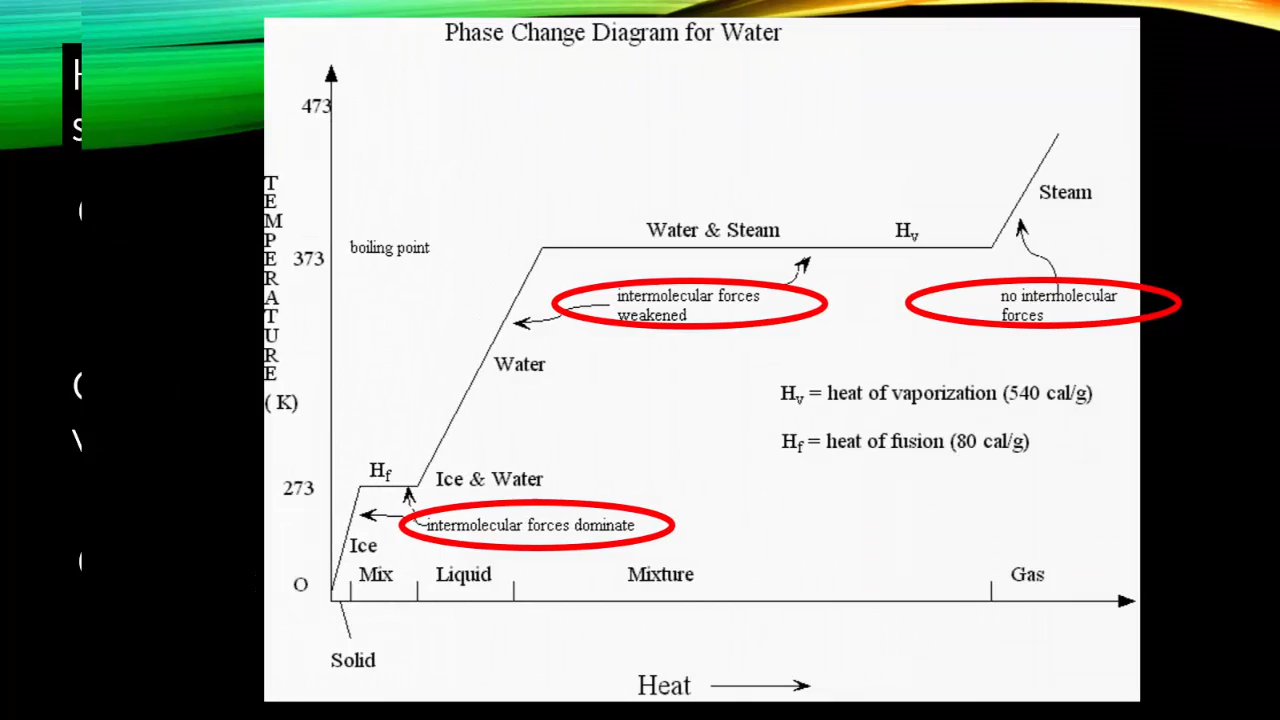 Phase Change Diagram for Water
473
TEMPERATURE
(K)
boiling point
373
273
O
Steam
Water & Steam
Hv
intermolecular forces
weakened
no intermolecular
forces
Water
Hv = heat of vaporization (540 cal/g)
Hf = heat of fusion (80 cal/g)
Hf
Ice & Water
intermolecular forces dominate
Ice
Mix
Liquid
Mixture
Gas
Solid
Heat